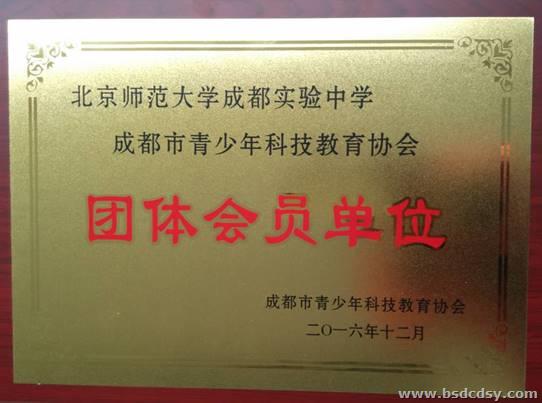 北京师范大学成都实验中学
成都市青少年科技教育协会
团体会员单位
成都市青少年科技教育协会
二〇一六年十二月
www.bsdcdsy.com